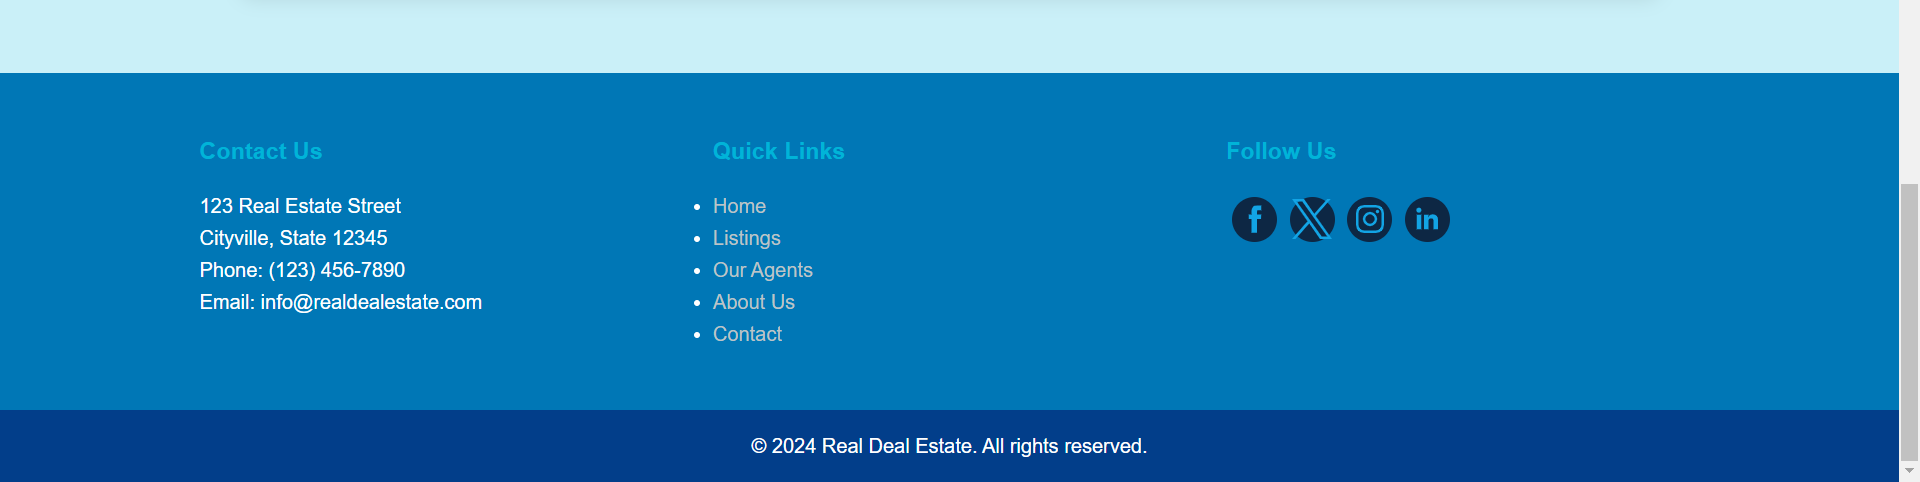 Contact Us
123 Real Estate Street
Cityville, State 12345
Phone: (123) 456-7890
Email: info@realdealestate.com
Quick Links
Home
Listings
Our Agents
About Us
Contact
Follow Us
© 2024 Real Deal Estate. All rights reserved.